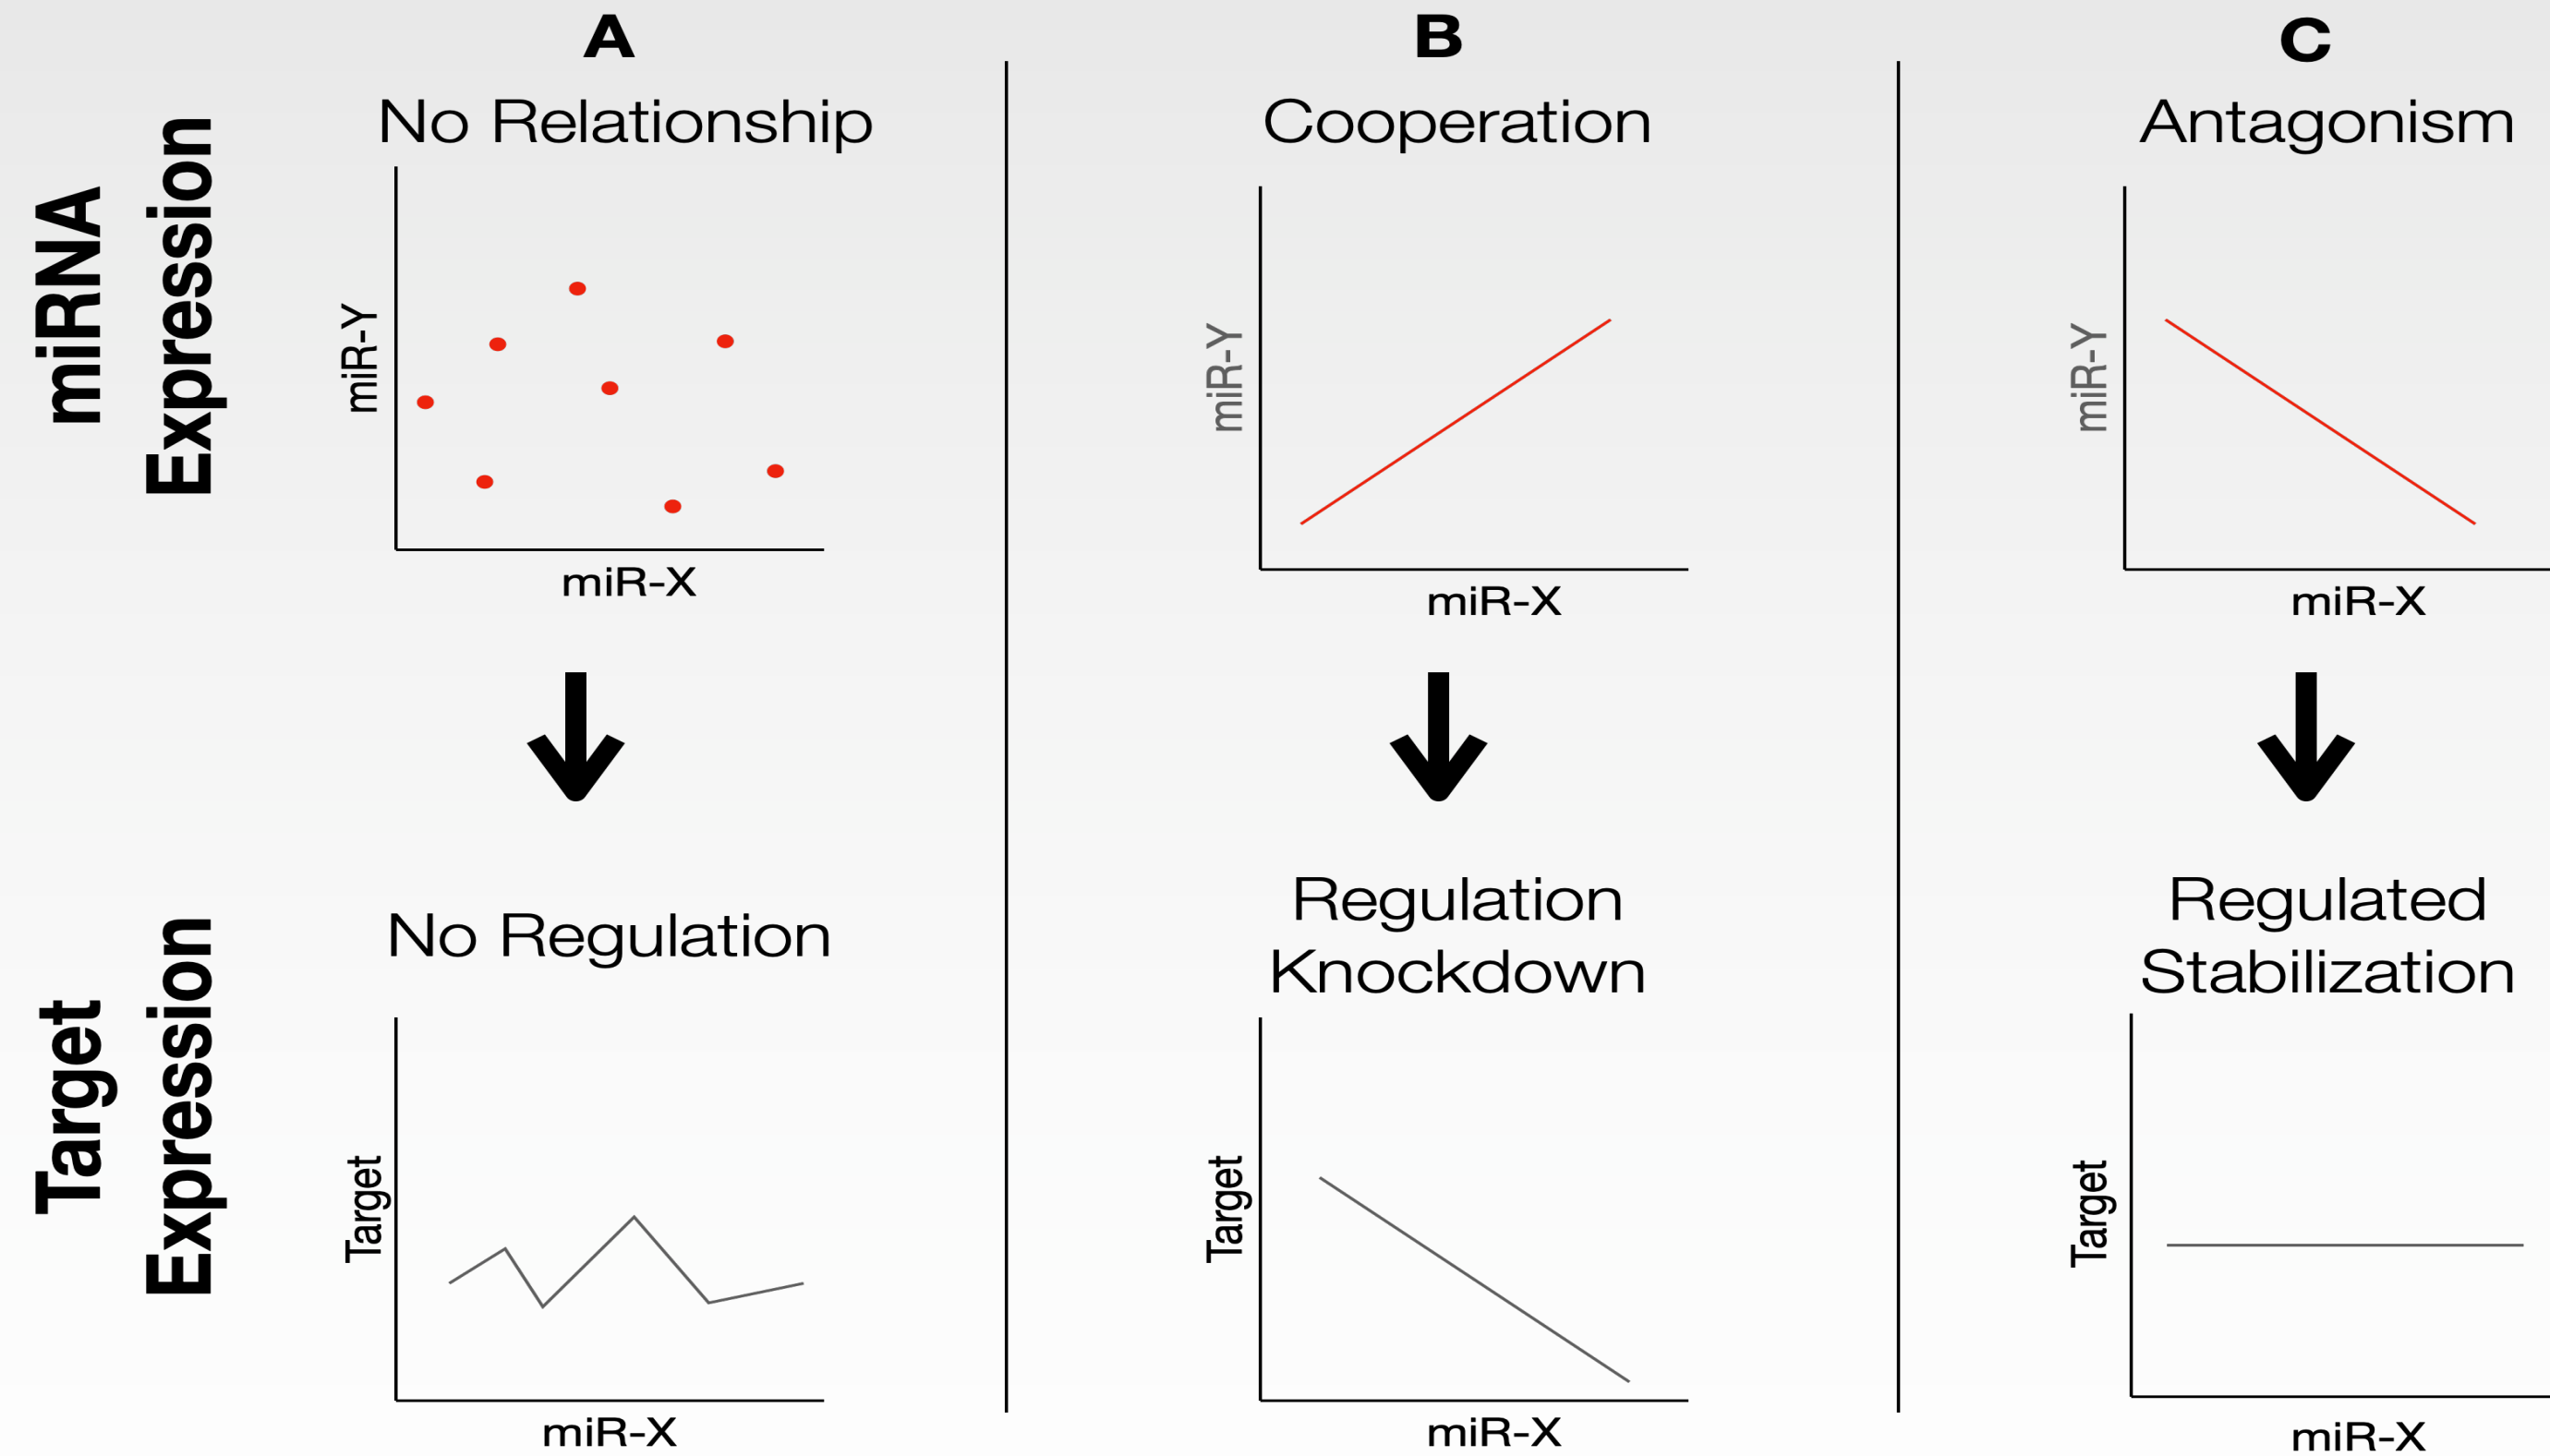 A
B
C
miRNA
Expression
No Relationship
Cooperation
Antagonism
miR-Y
miR-X
miR-Y
miR-X
miR-Y
miR-X
Target
Expression
No Regulation
Regulation
Knockdown
Regulated
Stabilization
Target
miR-X
Target
miR-X
Target
miR-X